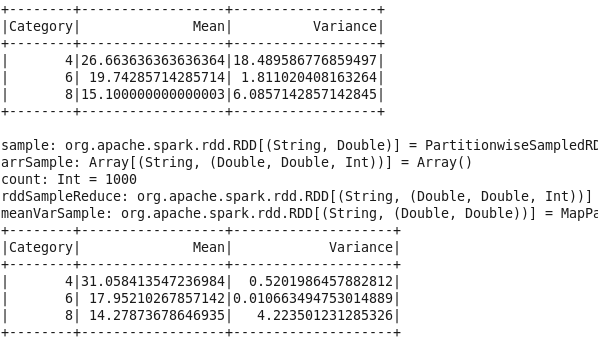 +--------+------------------+------------------+
|Category|              Mean|          Variance|
+--------+------------------+------------------+
|       4|26.663636363636364|18.489586776859497|
|       6| 19.74285714285714| 1.811020408163264|
|       8|15.100000000000003|6.0857142857142845|
+--------+------------------+------------------+
sample: org.apache.spark.rdd.RDD[(String, Double)] = PartitionwiseSampledRD
arrSample: Array[(String, (Double, Double, Int))] = Array()
count: Int = 1000
rddSampleReduce: org.apache.spark.rdd.RDD[(String, (Double, Double, Int))]
meanVarSample: org.apache.spark.rdd.RDD[(String, (Double, Double))] = MapPa
+--------+------------------+--------------------+
|Category|              Mean|            Variance|
+--------+------------------+--------------------+
|       4|31.058413547236984|  0.5201986457882812|
|       6| 17.95210267857142|0.010663494753014889|
|       8| 14.27873678646935|   4.223501231285326|
+--------+------------------+--------------------+